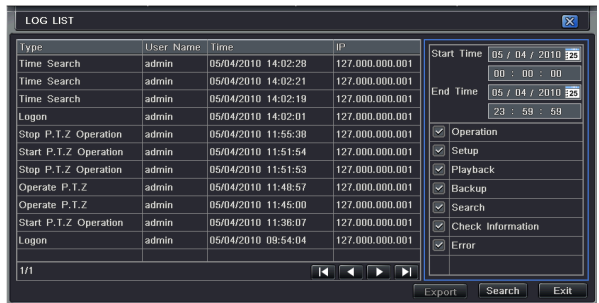 LOG LIST
Type User Name Time IP
Time Search admin 05/04/2010 14:02:28 127.000.000.001
Time Search admin 05/04/2010 14:02:21 127.000.000.001
Time Search admin 05/04/2010 14:02:19 127.000.000.001
Logon admin 05/04/2010 14:02:01 127.000.000.001
Stop P.T.Z Operation admin 05/04/2010 11:55:38 127.000.000.001
Start P.T.Z Operation admin 05/04/2010 11:51:54 127.000.000.001
Stop P.T.Z Operation admin 05/04/2010 11:51:53 127.000.000.001
Operate P.T.Z admin 05/04/2010 11:48:57 127.000.000.001
Operate P.T.Z admin 05/04/2010 11:45:00 127.000.000.001
Start P.T.Z Operation admin 05/04/2010 11:36:07 127.000.000.001
Logon admin 05/04/2010 09:54:04 127.000.000.001
1/1
Start Time 05 / 04 / 2010 25
00 : 00 : 00
End Time 05 / 04 / 2010 25
23 : 59 : 59
Operation
Setup
Playback
Backup
Search
Check Information
Error
Export Search Exit